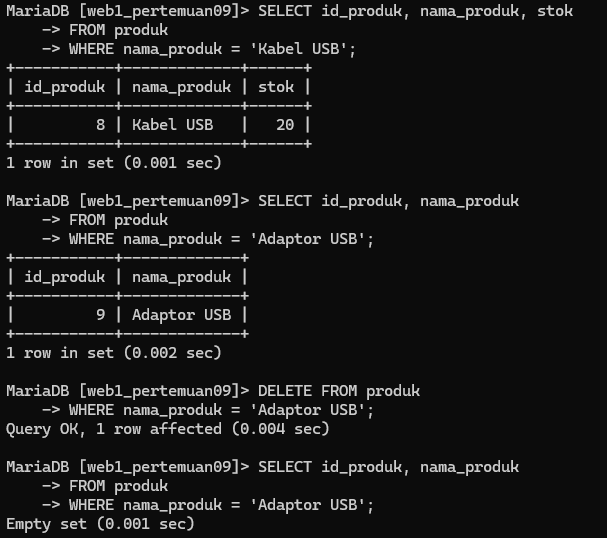 MariaDB [web1_pertemuan09]> SELECT id_produk, nama_produk, stok
    -> FROM produk
    -> WHERE nama_produk = 'Kabel USB';
+-----------+-------------+------+
| id_produk | nama_produk | stok |
+-----------+-------------+------+
|         8 | Kabel USB   |   20 |
+-----------+-------------+------+
1 row in set (0.001 sec)

MariaDB [web1_pertemuan09]> SELECT id_produk, nama_produk
    -> FROM produk
    -> WHERE nama_produk = 'Adaptor USB';
+-----------+-------------+
| id_produk | nama_produk |
+-----------+-------------+
|         9 | Adaptor USB |
+-----------+-------------+
1 row in set (0.002 sec)

MariaDB [web1_pertemuan09]> DELETE FROM produk
    -> WHERE nama_produk = 'Adaptor USB';
Query OK, 1 row affected (0.004 sec)

MariaDB [web1_pertemuan09]> SELECT id_produk, nama_produk
    -> FROM produk
    -> WHERE nama_produk = 'Adaptor USB';
Empty set (0.001 sec)